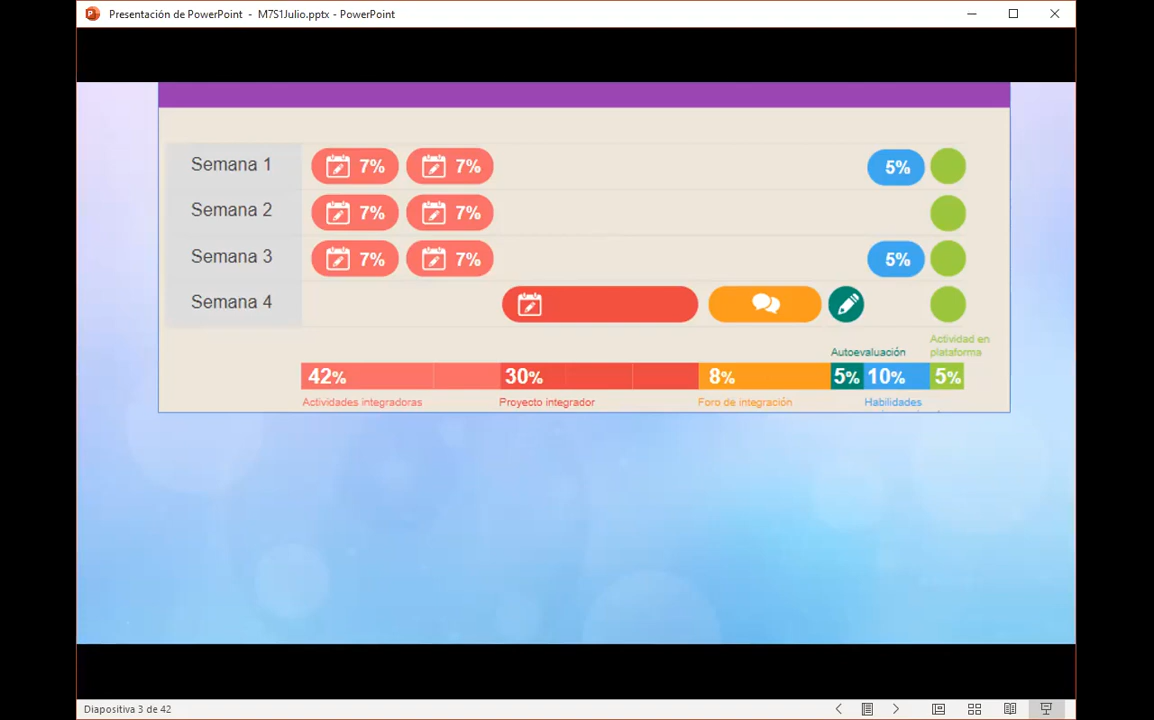 Presentación de PowerPoint - M7S1Julio.pptx - PowerPoint
Semana 1 7% 7% 5%
Semana 2 7% 7%
Semana 3 7% 7% 5%
Semana 4
Autoevaluación
Actividad en
plataforma
42% 30% 8% 5% 10% 5%
Actividades integradoras Proyecto integrador Foro de integración Habilidades
Diapositiva 3 de 42